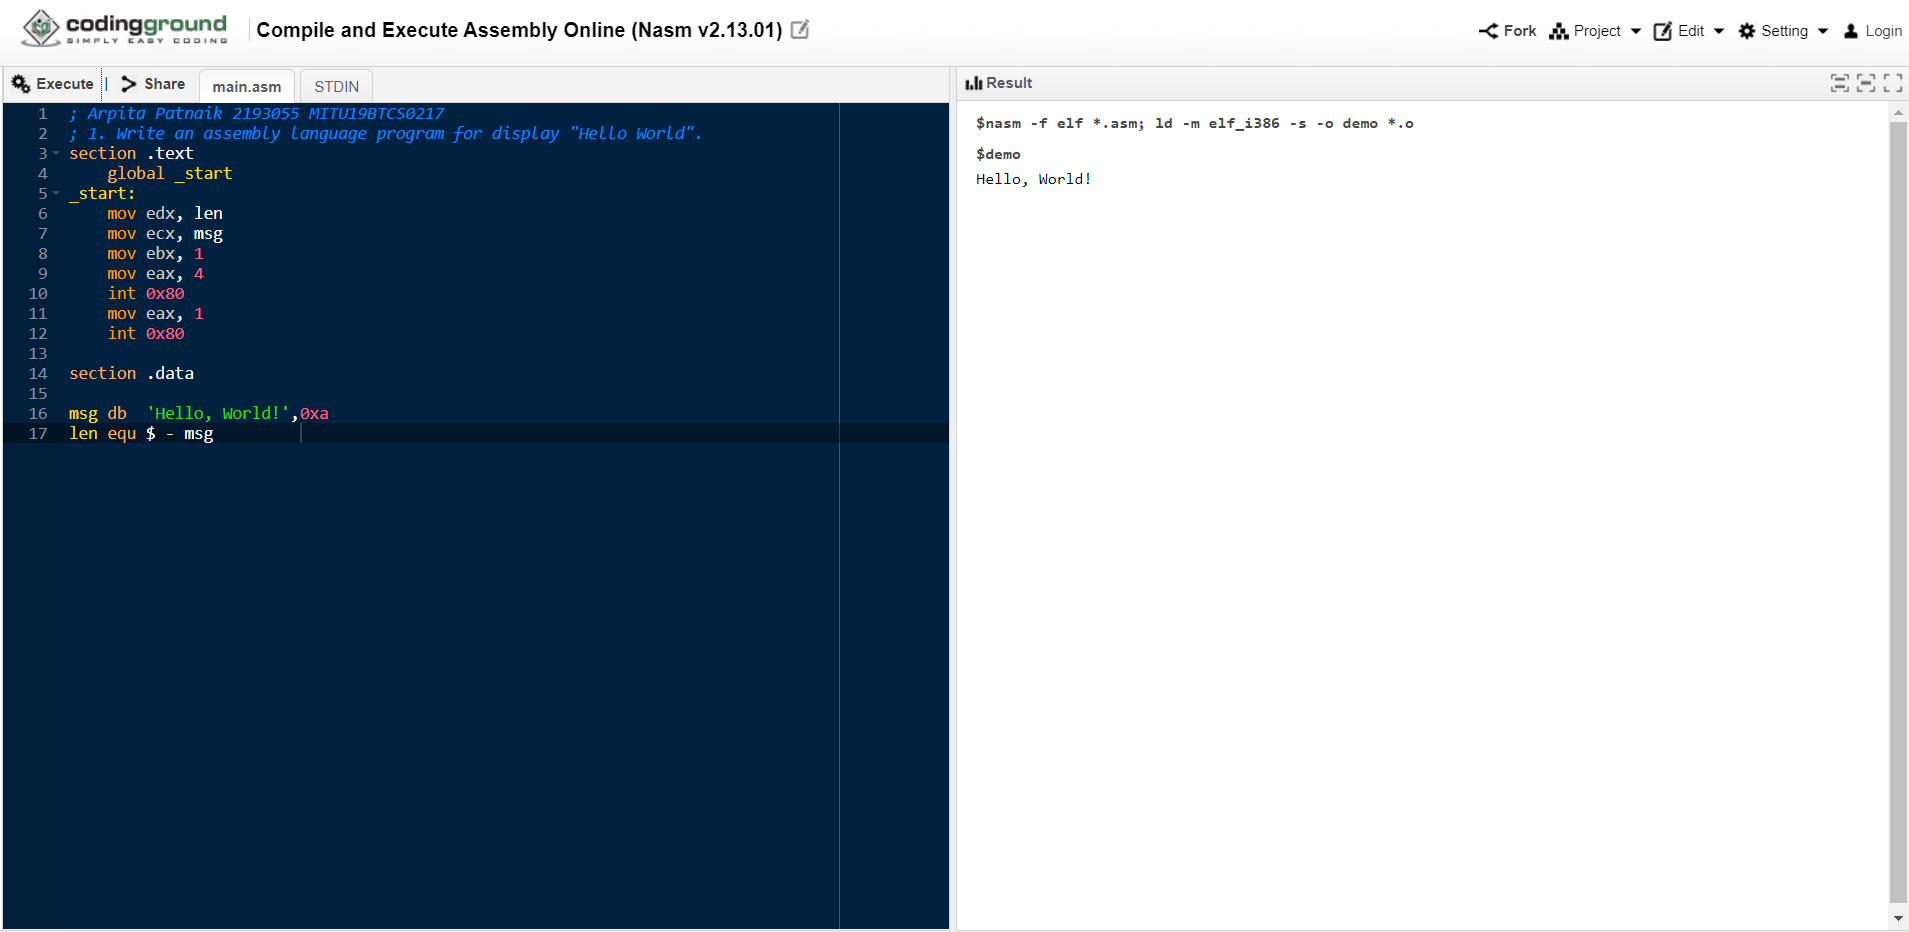 codingground
SIMPLY EASY CODING
Compile and Execute Assembly Online (Nasm v2.13.01)
Fork Project Edit Setting Login
Execute | Share main.asm STDIN
1 ; Arpita Patnaik 2193055 MITU19BTCS0217
2 ; 1. Write an assembly language program for display "Hello World".
3 section .text
4 global _start
5 _start:
6 mov edx, len
7 mov ecx, msg
8 mov ebx, 1
9 mov eax, 4
10 int 0x80
11 mov eax, 1
12 int 0x80
13
14 section .data
15
16 msg db 'Hello, World!',0xa
17 len equ $ - msg
Result
$nasm -f elf *.asm; ld -m elf_i386 -s -o demo *.o
$demo
Hello, World!